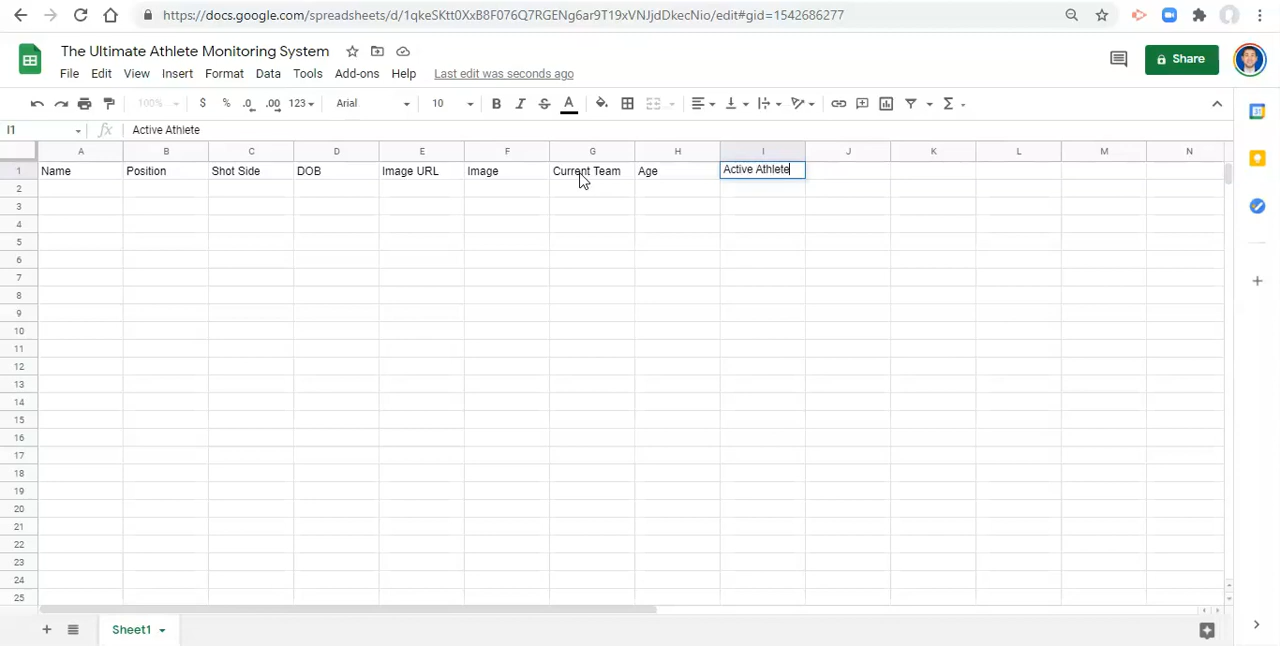 https://docs.google.com/spreadsheets/d/1qkeSKtt0XxB8F076Q7RGENg6ar9T19xVNJjdDkecNio/edit#gid=1542686277
The Ultimate Athlete Monitoring System
File Edit View Insert Format Data Tools Add-ons Help Last edit was seconds ago
Share
100% $ % .0 .00 123 Arial 10 B I S A Σ
I1 fx Active Athlete
A B C D E F G H I J K L M N
1 Name Position Shot Side DOB Image URL Image Current Team Age Active Athlete
2
3
4
5
6
7
8
9
10
11
12
13
14
15
16
17
18
19
20
21
22
23
24
25
Sheet1